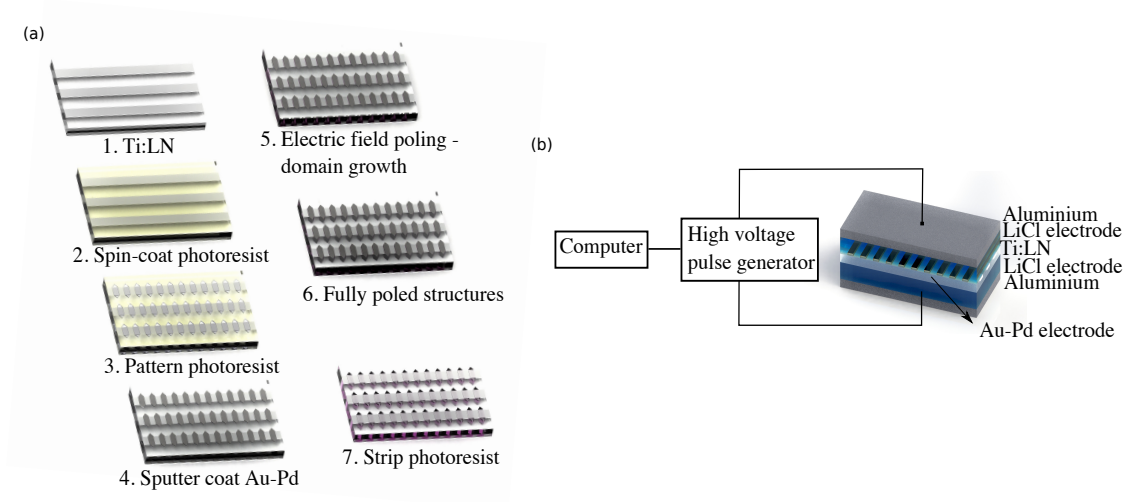 (a)
1. Ti:LN
2. Spin-coat photoresist
3. Pattern photoresist
4. Sputter coat Au-Pd
5. Electric field poling -
domain growth
6. Fully poled structures
7. Strip photoresist
(b)
Computer
High voltage
pulse generator
Aluminium
LiCl electrode
Ti:LN
LiCl electrode
Aluminium
Au-Pd electrode